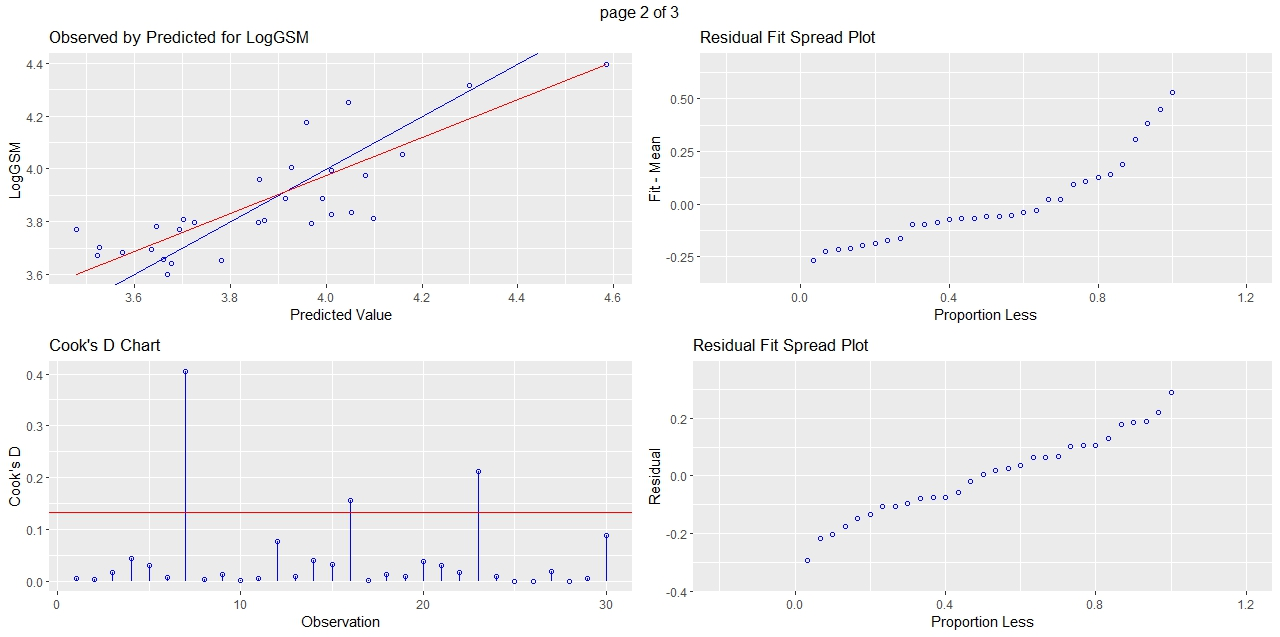 page 2 of 3
Observed by Predicted for LogGSM
LogGSM
4.4
4.2
4.0
3.8
3.6
3.6 3.8 4.0 4.2 4.4 4.6
Predicted Value
Residual Fit Spread Plot
Fit - Mean
0.50
0.25
0.00
-0.25
0.0 0.4 0.8 1.2
Proportion Less
Cook's D Chart
Cook's D
0.4
0.3
0.2
0.1
0.0
0 10 20 30
Observation
Residual Fit Spread Plot
Residual
0.2
0.0
-0.2
-0.4
0.0 0.4 0.8 1.2
Proportion Less